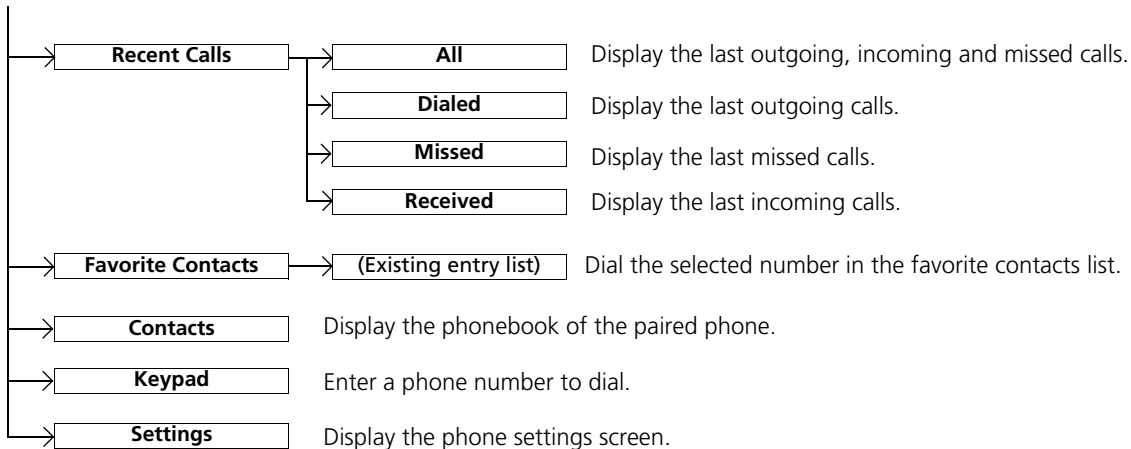 Recent Calls All Display the last outgoing, incoming and missed calls.
Dialed Display the last outgoing calls.
Missed Display the last missed calls.
Received Display the last incoming calls.
Favorite Contacts (Existing entry list) Dial the selected number in the favorite contacts list.
Contacts Display the phonebook of the paired phone.
Keypad Enter a phone number to dial.
Settings Display the phone settings screen.